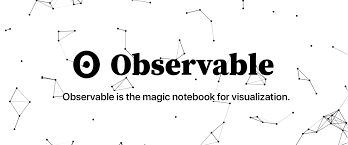 Observable
Observable is the magic notebook for visualization.